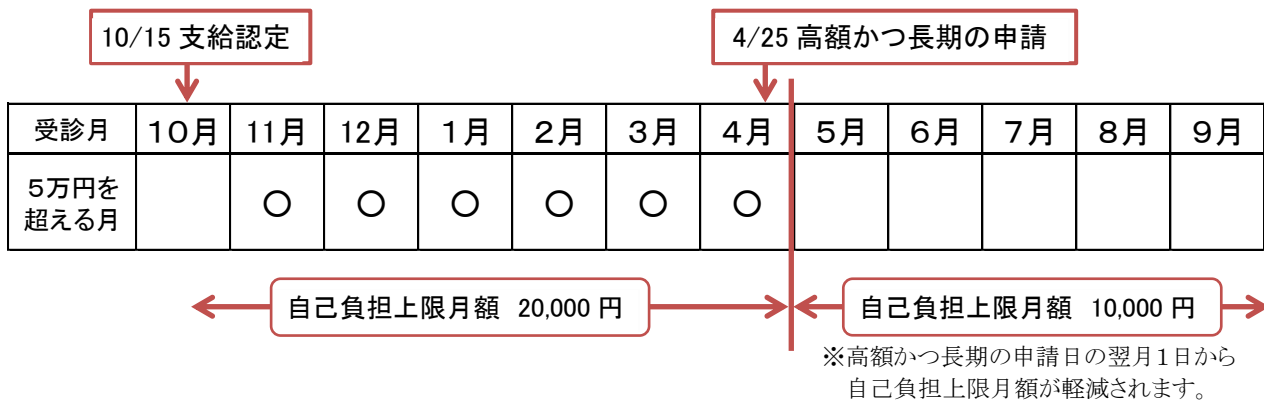 10/15 支給認定
4/25 高額かつ長期の申請
受診月 10月 11月 12月 1月 2月 3月 4月 5月 6月 7月 8月 9月
5万円を
超える月 ○ ○ ○ ○ ○ ○
自己負担上限月額 20,000 円
自己負担上限月額 10,000 円
※高額かつ長期の申請日の翌月1日から
自己負担上限月額が軽減されます。